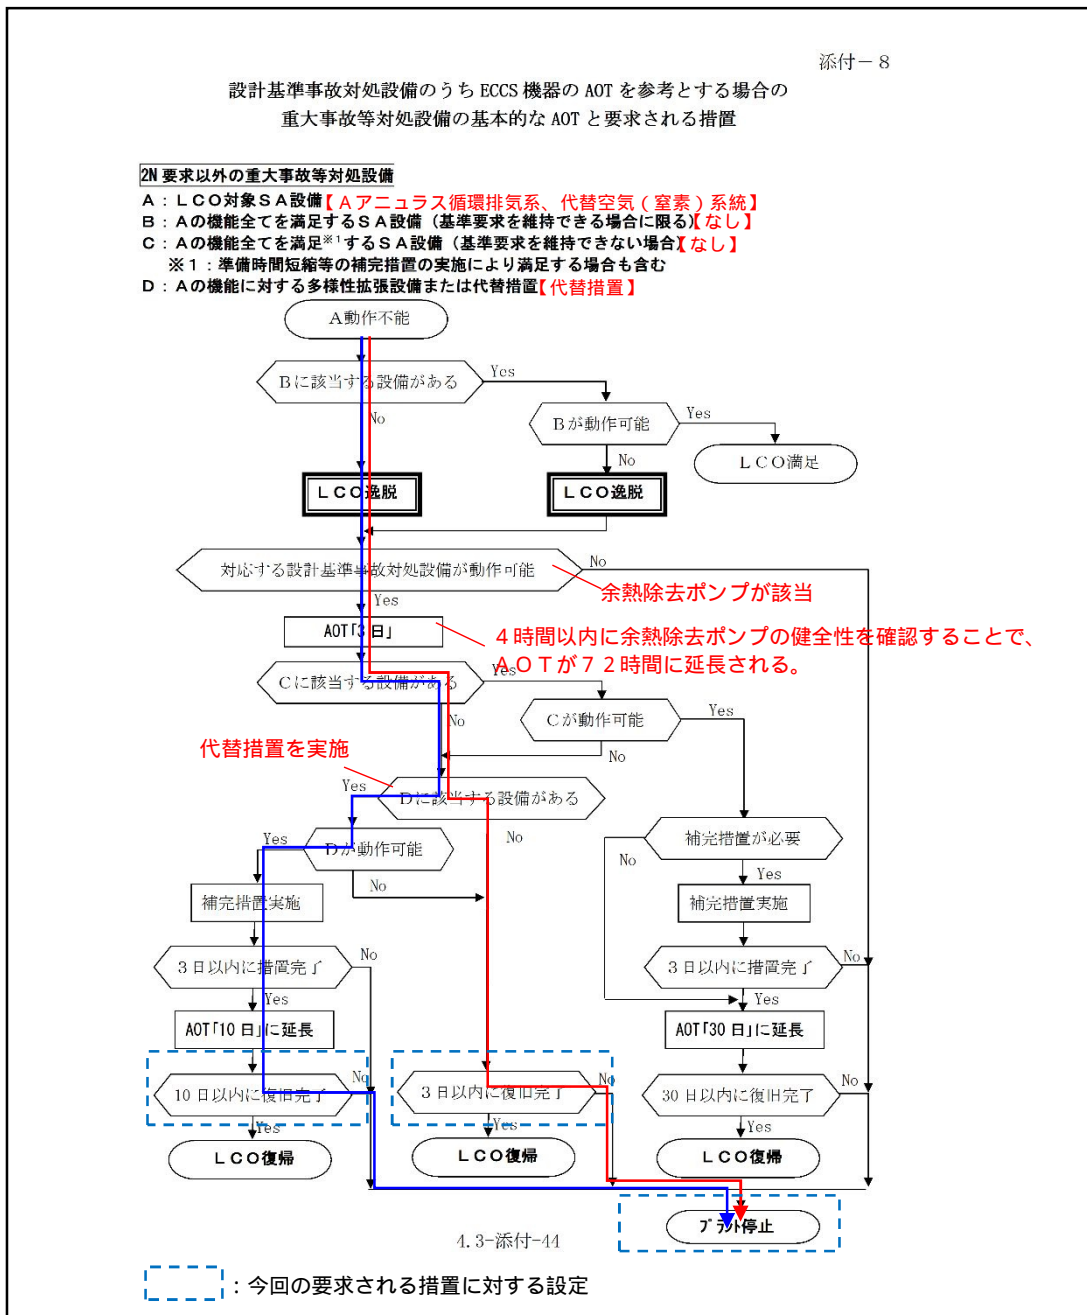 添付－８
設計基準事故対処設備のうち ECCS 機器の AOT を参考とする場合の
重大事故等対処設備の基本的な AOT と要求される措置
2N 要求以外の重大事故等対処設備
Ａ：ＬＣＯ対象ＳＡ設備【Ａアニュラス循環排気系、代替空気（窒素）系統】
Ｂ：Ａの機能全てを満足するＳＡ設備（基準要求を維持できる場合に限る）【なし】
Ｃ：Ａの機能全てを満足※１するＳＡ設備（基準要求を維持できない場合）【なし】
※１：準備時間短縮等の補完措置の実施により満足する場合も含む
Ｄ：Ａの機能に対する多様性拡張設備または代替措置【代替措置】
Ａ動作不能
Ｂに該当する設備がある
Yes
No
Ｂが動作可能
Yes
No
ＬＣＯ満足
ＬＣＯ逸脱
ＬＣＯ逸脱
対応する設計基準事故対処設備が動作可能
No
余熱除去ポンプが該当
Yes
AOT「3日」
４時間以内に余熱除去ポンプの健全性を確認することで、
ＡＯＴが７２時間に延長される。
Ｃに該当する設備がある
Yes
No
Ｃが動作可能
Yes
No
代替措置を実施
Ｄに該当する設備がある
Yes
No
Ｄが動作可能
Yes
No
補完措置が必要
No
Yes
補完措置実施
補完措置実施
３日以内に措置完了
No
Yes
３日以内に措置完了
No
Yes
AOT「10 日」に延長
AOT「30 日」に延長
10 日以内に復旧完了
No
Yes
３日以内に復旧完了
No
Yes
30 日以内に復旧完了
No
Yes
ＬＣＯ復帰
ＬＣＯ復帰
ＬＣＯ復帰
プラント停止
4.3-添付-44
：今回の要求される措置に対する設定